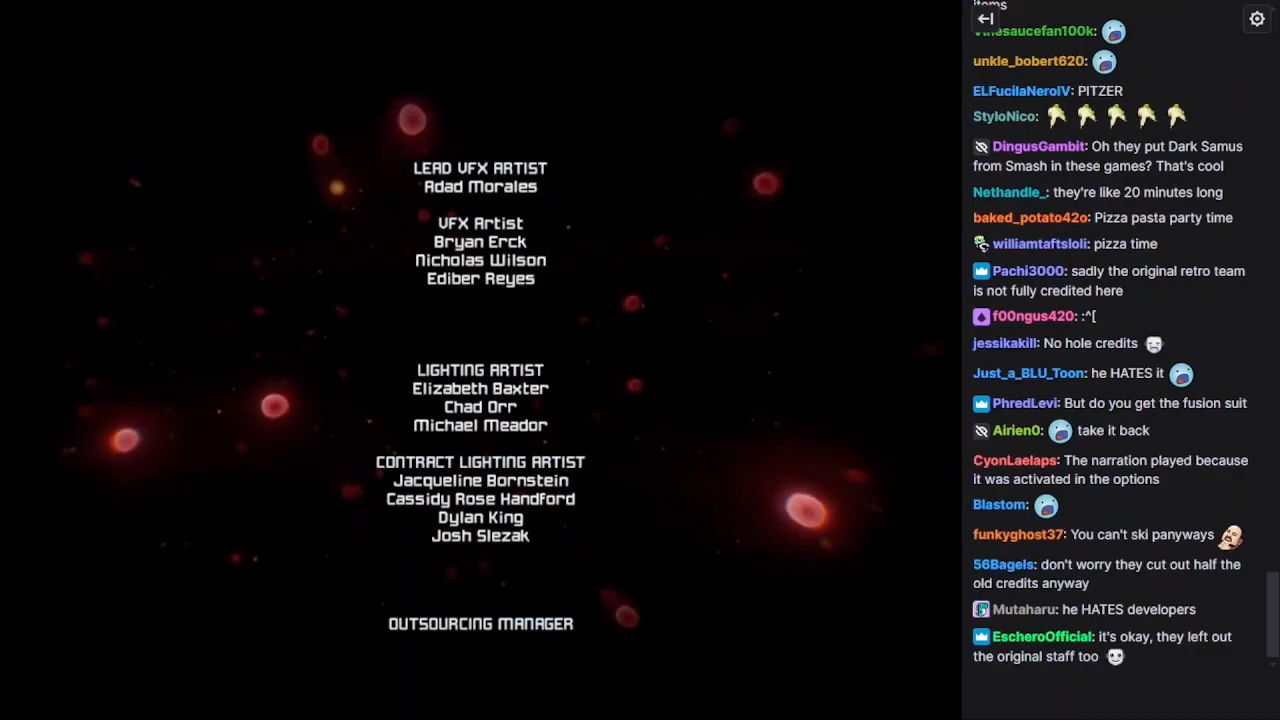 LEAD VFX ARTIST
Adad Morales
VFX Artist
Bryan Erck
Nicholas Wilson
Ediber Reyes
LIGHTING ARTIST
Elizabeth Baxter
Chad Orr
Michael Meador
CONTRACT LIGHTING ARTIST
Jacqueline Bornstein
Cassidy Rose Handford
Dylan King
Josh Slezak
OUTSOURCING MANAGER
items
Vinesaucefan100k:
unkle_bobert620:
ELFucilaNeroIV: PITZER
StyloNico:
DingusGambit: Oh they put Dark Samus
from Smash in these games? That's cool
Nethandle_: they're like 20 minutes long
baked_potato42o: Pizza pasta party time
williamtaftsloli: pizza time
Pachi3000: sadly the original retro team
is not fully credited here
f00ngus420: :^[
jessikakill: No hole credits
Just_a_BLU_Toon: he HATES it
PhredLevi: But do you get the fusion suit
Airien0: take it back
CyonLaelaps: The narration played because
it was activated in the options
Blastom:
funkyghost37: You can't ski panyways
56Bagels: don't worry they cut out half the
old credits anyway
Mutaharu: he HATES developers
EscheroOfficial: it's okay, they left out
the original staff too